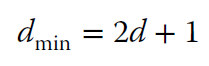 d_min = 2d + 1